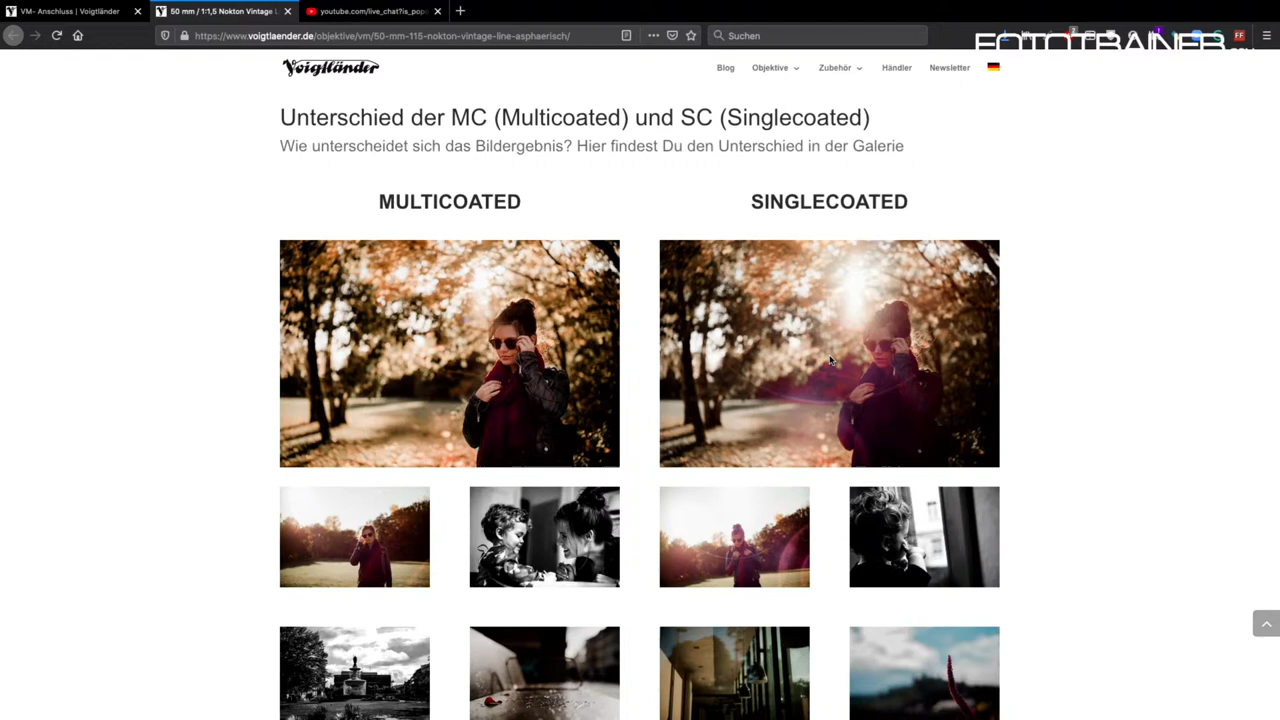 VM- Anschluss | Voigtländer
50 mm / 1:1,5 Nokton Vintage L
youtube.com/live_chat?is_popo
https://www.voigtlaender.de/objektive/vm/50-mm-115-nokton-vintage-line-asphaerisch/
Suchen
FOTOTRAINER
FF
Voigtländer
Blog
Objektive
Zubehör
Händler
Newsletter
Unterschied der MC (Multicoated) und SC (Singlecoated)
Wie unterscheidet sich das Bildergebnis? Hier findest Du den Unterschied in der Galerie
MULTICOATED
SINGLECOATED